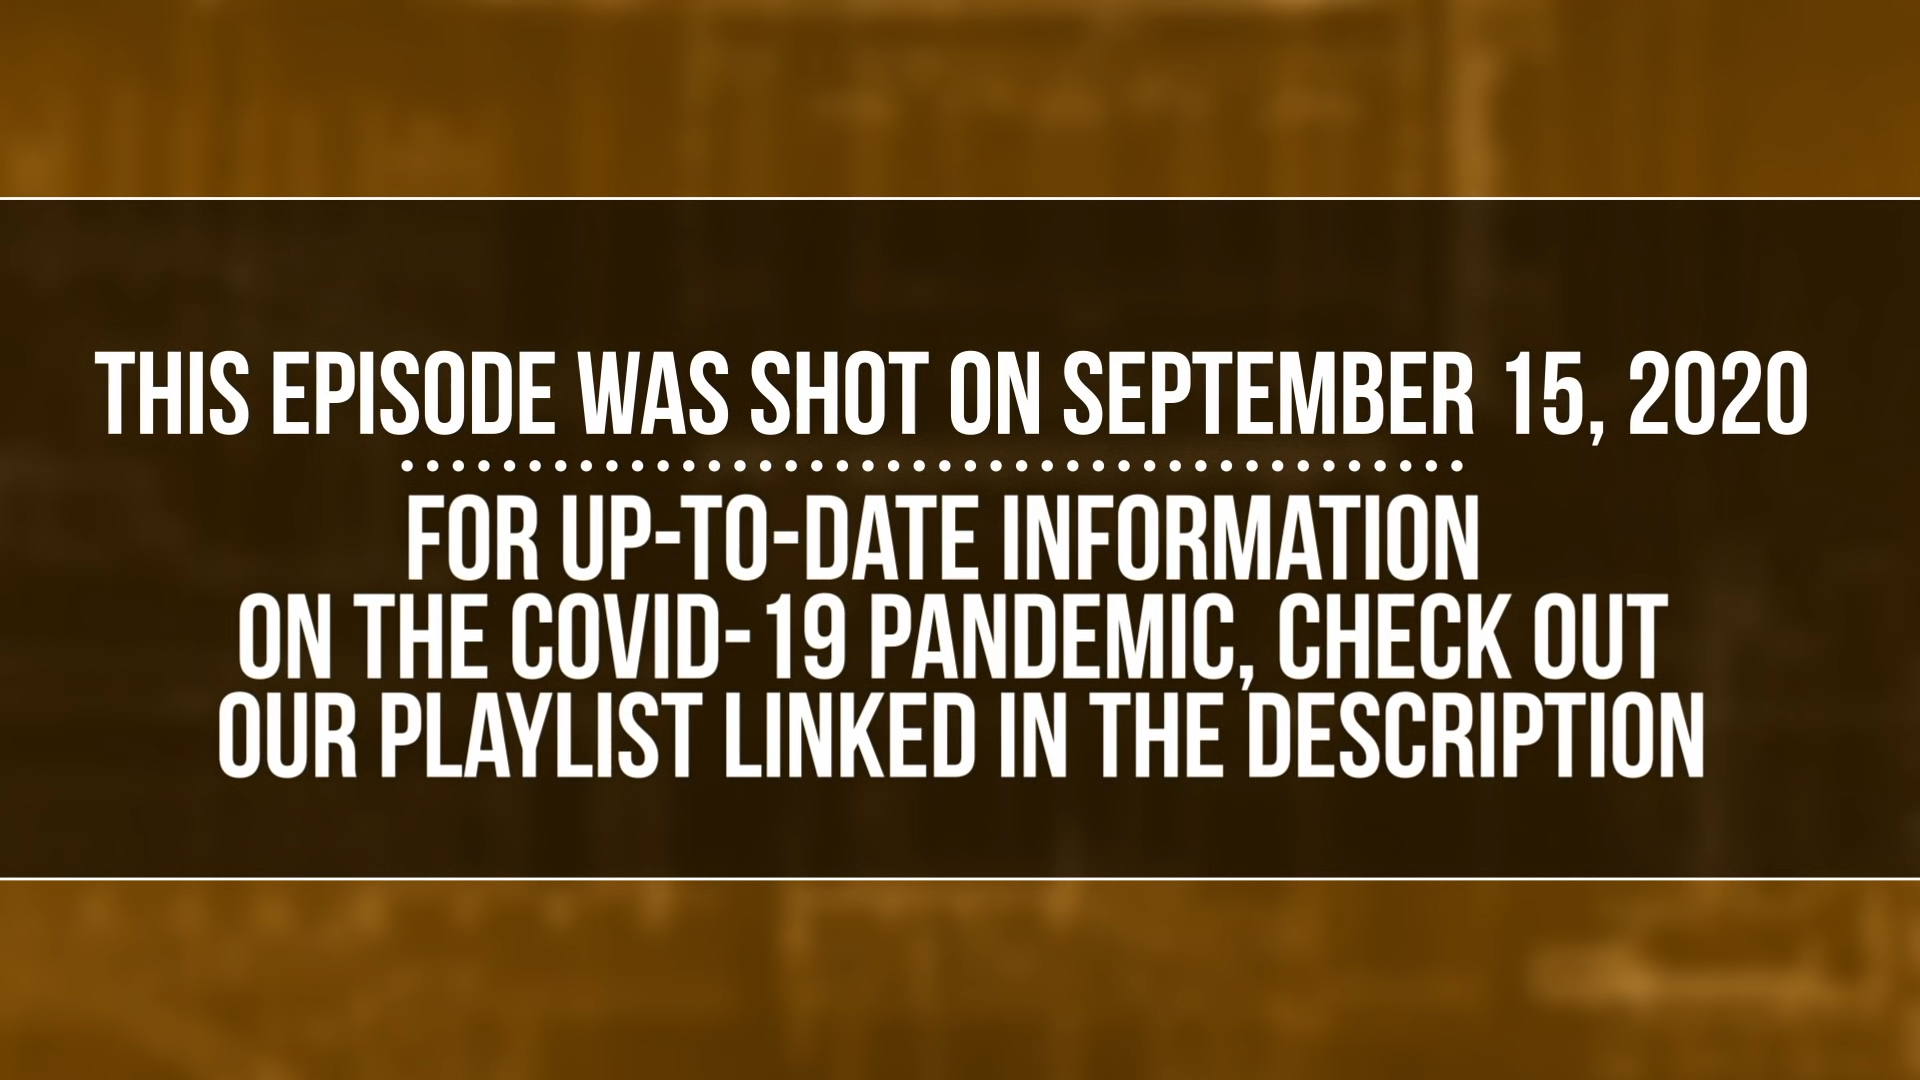 THIS EPISODE WAS SHOT ON SEPTEMBER 15, 2020
FOR UP-TO-DATE INFORMATION
ON THE COVID-19 PANDEMIC, CHECK OUT
OUR PLAYLIST LINKED IN THE DESCRIPTION